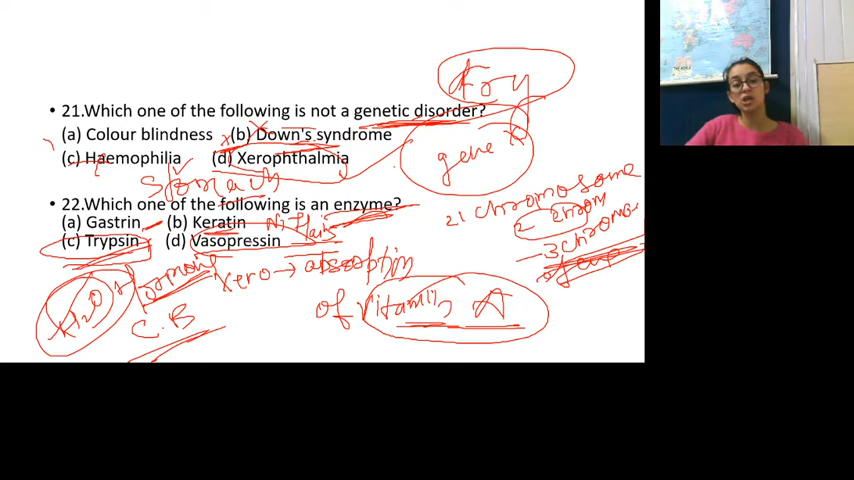 • 21.Which one of the following is not a genetic disorder?
(a) Colour blindness (b) Down's syndrome
(c) Haemophilia (d) Xerophthalmia
gene
Stomach
• 22.Which one of the following is an enzyme?
(a) Gastrin (b) Keratin
(c) Trypsin (d) Vasopressin
21 chromosome
2 chrom
3 chromo
Hormone
Xero → absorption
of vitamin A
H2O
C.B